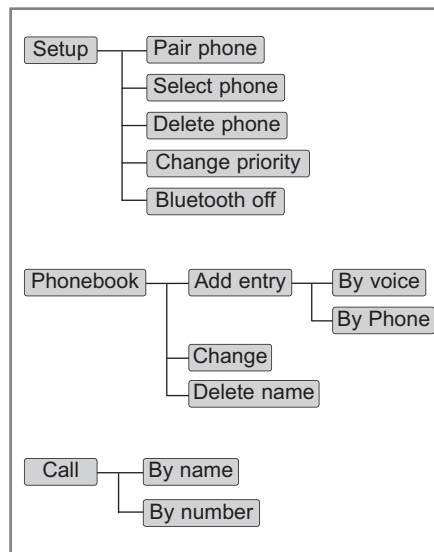 Setup
Pair phone
Select phone
Delete phone
Change priority
Bluetooth off
Phonebook
Add entry
By voice
By Phone
Change
Delete name
Call
By name
By number